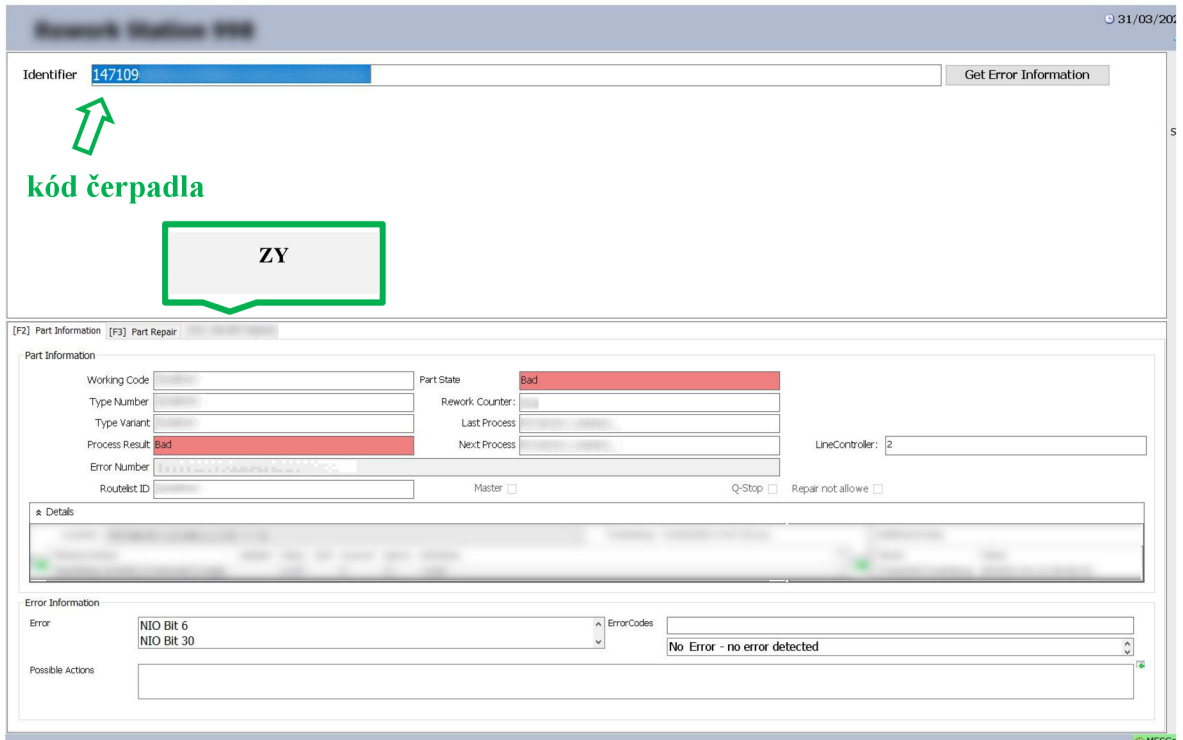 31/03/202
Identifier 147109 Get Error Information
kód čerpadla
ZY
[F2] Part Information [F3] Part Repair
Part Information
Working Code Part State Bad
Type Number Rework Counter:
Type Variant Last Process
Process Result Bad Next Process LineController: 2
Error Number
Routelist ID Master Q-Stop Repair not allowe
Details
Error Information
Error NIO Bit 6 ErrorCodes
NIO Bit 30 No Error - no error detected
Possible Actions